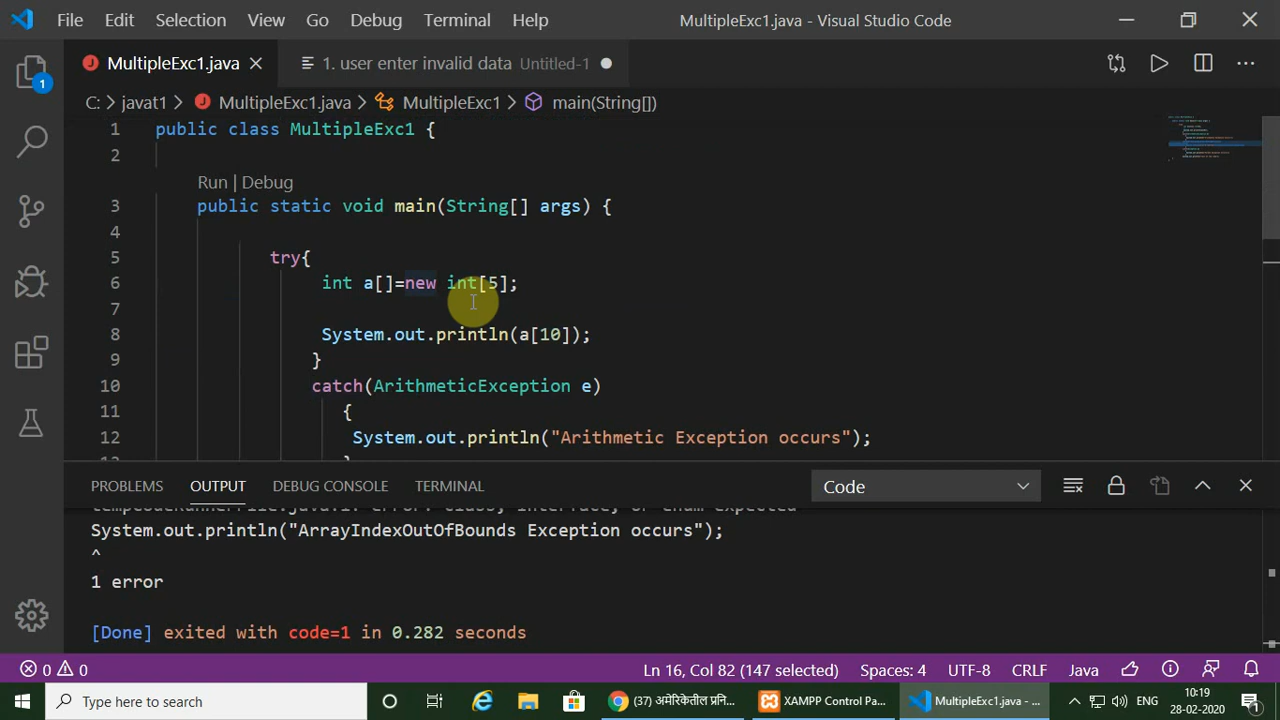 File Edit Selection View Go Debug Terminal Help MultipleExc1.java - Visual Studio Code
MultipleExc1.java 1. user enter invalid data Untitled-1
1
C: > javat1 > MultipleExc1.java > MultipleExc1 > main(String[])
1 public class MultipleExc1 {
2
Run | Debug
3 public static void main(String[] args) {
4
5 try{
6 int a[]=new int[5];
7
8 System.out.println(a[10]);
9 }
10 catch(ArithmeticException e)
11 {
12 System.out.println("Arithmetic Exception occurs");
PROBLEMS OUTPUT DEBUG CONSOLE TERMINAL Code
System.out.println("ArrayIndexOutOfBounds Exception occurs");
^
1 error
[Done] exited with code=1 in 0.282 seconds
0 0 Ln 16, Col 82 (147 selected) Spaces: 4 UTF-8 CRLF Java
Type here to search (37) अमेरिकेतील प्रनि... XAMPP Control Pa... MultipleExc1.java - ... ENG 10:19
28-02-2020 1